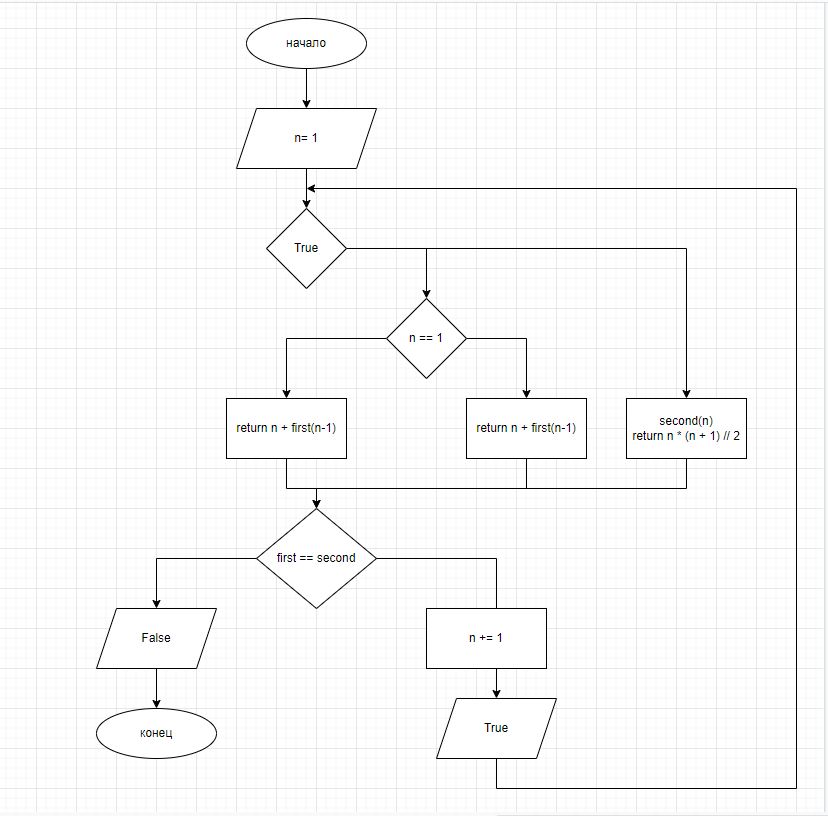 начало
n= 1
True
n == 1
return n + first(n-1)
return n + first(n-1)
second(n)
return n * (n + 1) // 2
first == second
False
n += 1
конец
True